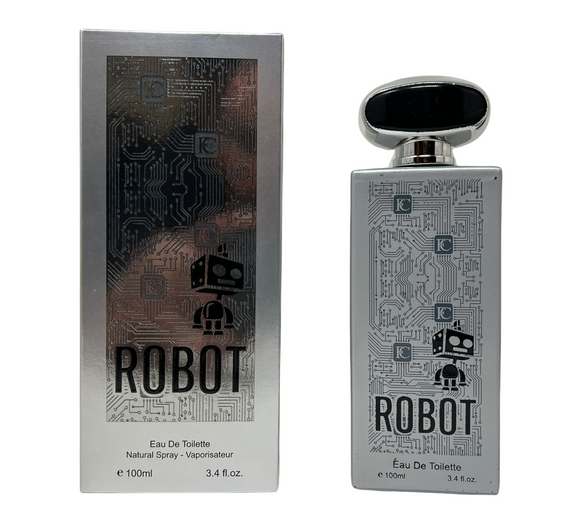 ROBOT
Eau De Toilette
Natural Spray - Vaporisateur
℮ 100ml 3.4 fl.oz.
ROBOT
Éau De Toilette
℮ 100ml 3.4 fl.oz.